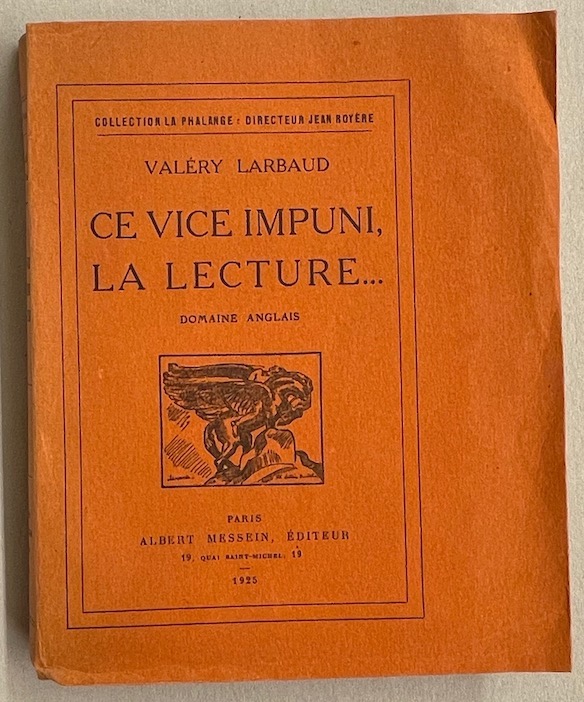 COLLECTION LA PHALANGE : DIRECTEUR JEAN ROYÈRE
VALÉRY LARBAUD
CE VICE IMPUNI,
LA LECTURE...
DOMAINE ANGLAIS
PARIS
ALBERT MESSEIN, ÉDITEUR
19, QUAI SAINT-MICHEL, 19
1925